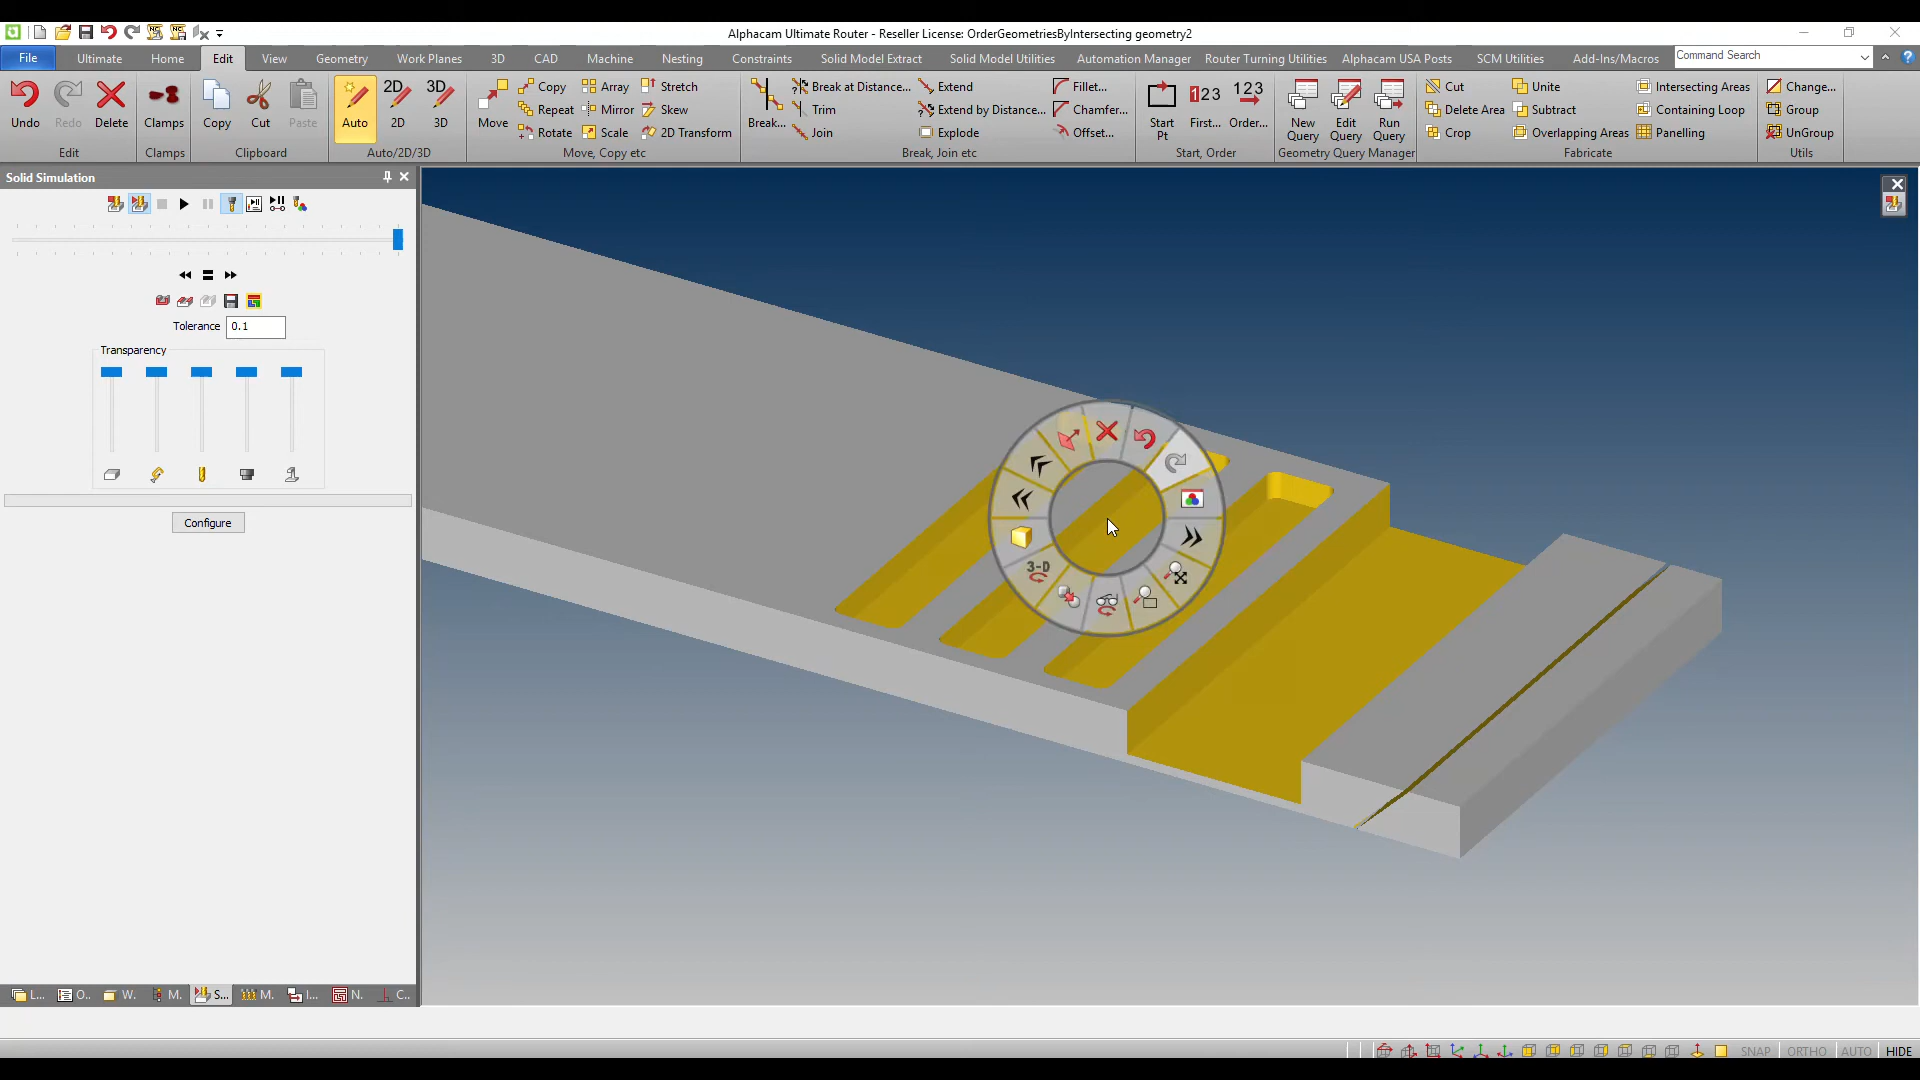 Alphacam Ultimate Router - Reseller License: OrderGeometriesByIntersecting geometry2
File Ultimate Home Edit View Geometry Work Planes 3D CAD Machine Nesting Constraints Solid Model Extract Solid Model Utilities Automation Manager Router Turning Utilities Alphacam USA Posts SCM Utilities Add-Ins/Macros Command Search
Undo Redo Delete Clamps Copy Cut Paste Auto 2D 3D Move Copy Array Stretch Break... Break at Distance... Extend Fillet... Start Pt First... Order... New Query Edit Query Run Query Cut Unite Intersecting Areas Change...
Repeat Mirror Skew Trim Extend by Distance... Chamfer... Delete Area Subtract Containing Loop Group
Rotate Scale 2D Transform Join Explode Offset... Crop Overlapping Areas Panelling UnGroup
Edit Clamps Clipboard Auto/2D/3D Move, Copy etc Break, Join etc Start, Order Geometry Query Manager Fabricate Utils
Solid Simulation
Tolerance 0.1
Transparency
Configure
3-D
L... O.. W. M. S... M. I... N. C..
SNAP ORTHO AUTO HIDE